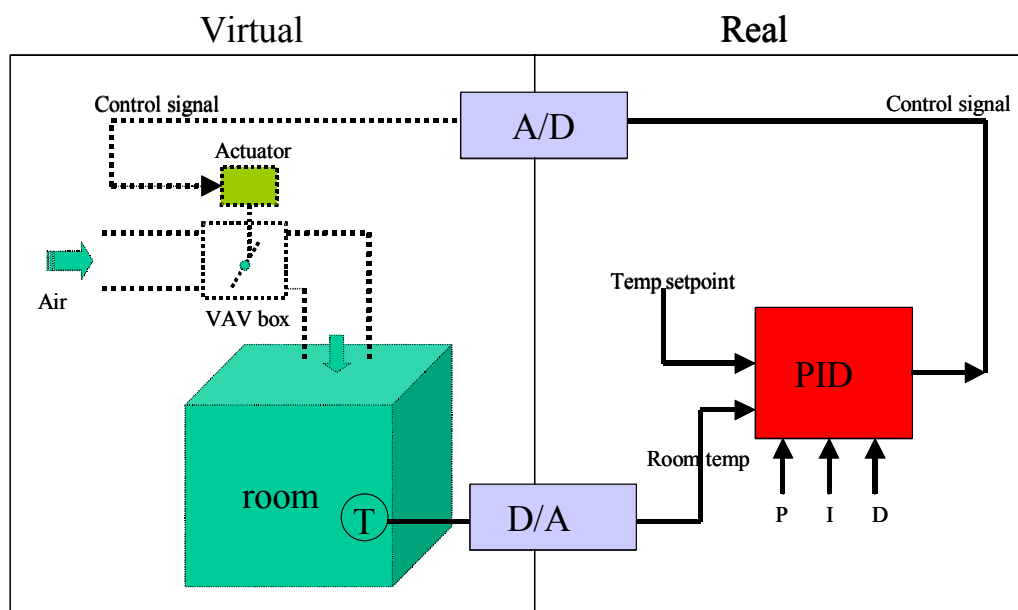 Virtual
Real
Control signal
A/D
Control signal
Actuator
Air
VAV box
Temp setpoint
PID
Room temp
room
T
D/A
P
I
D